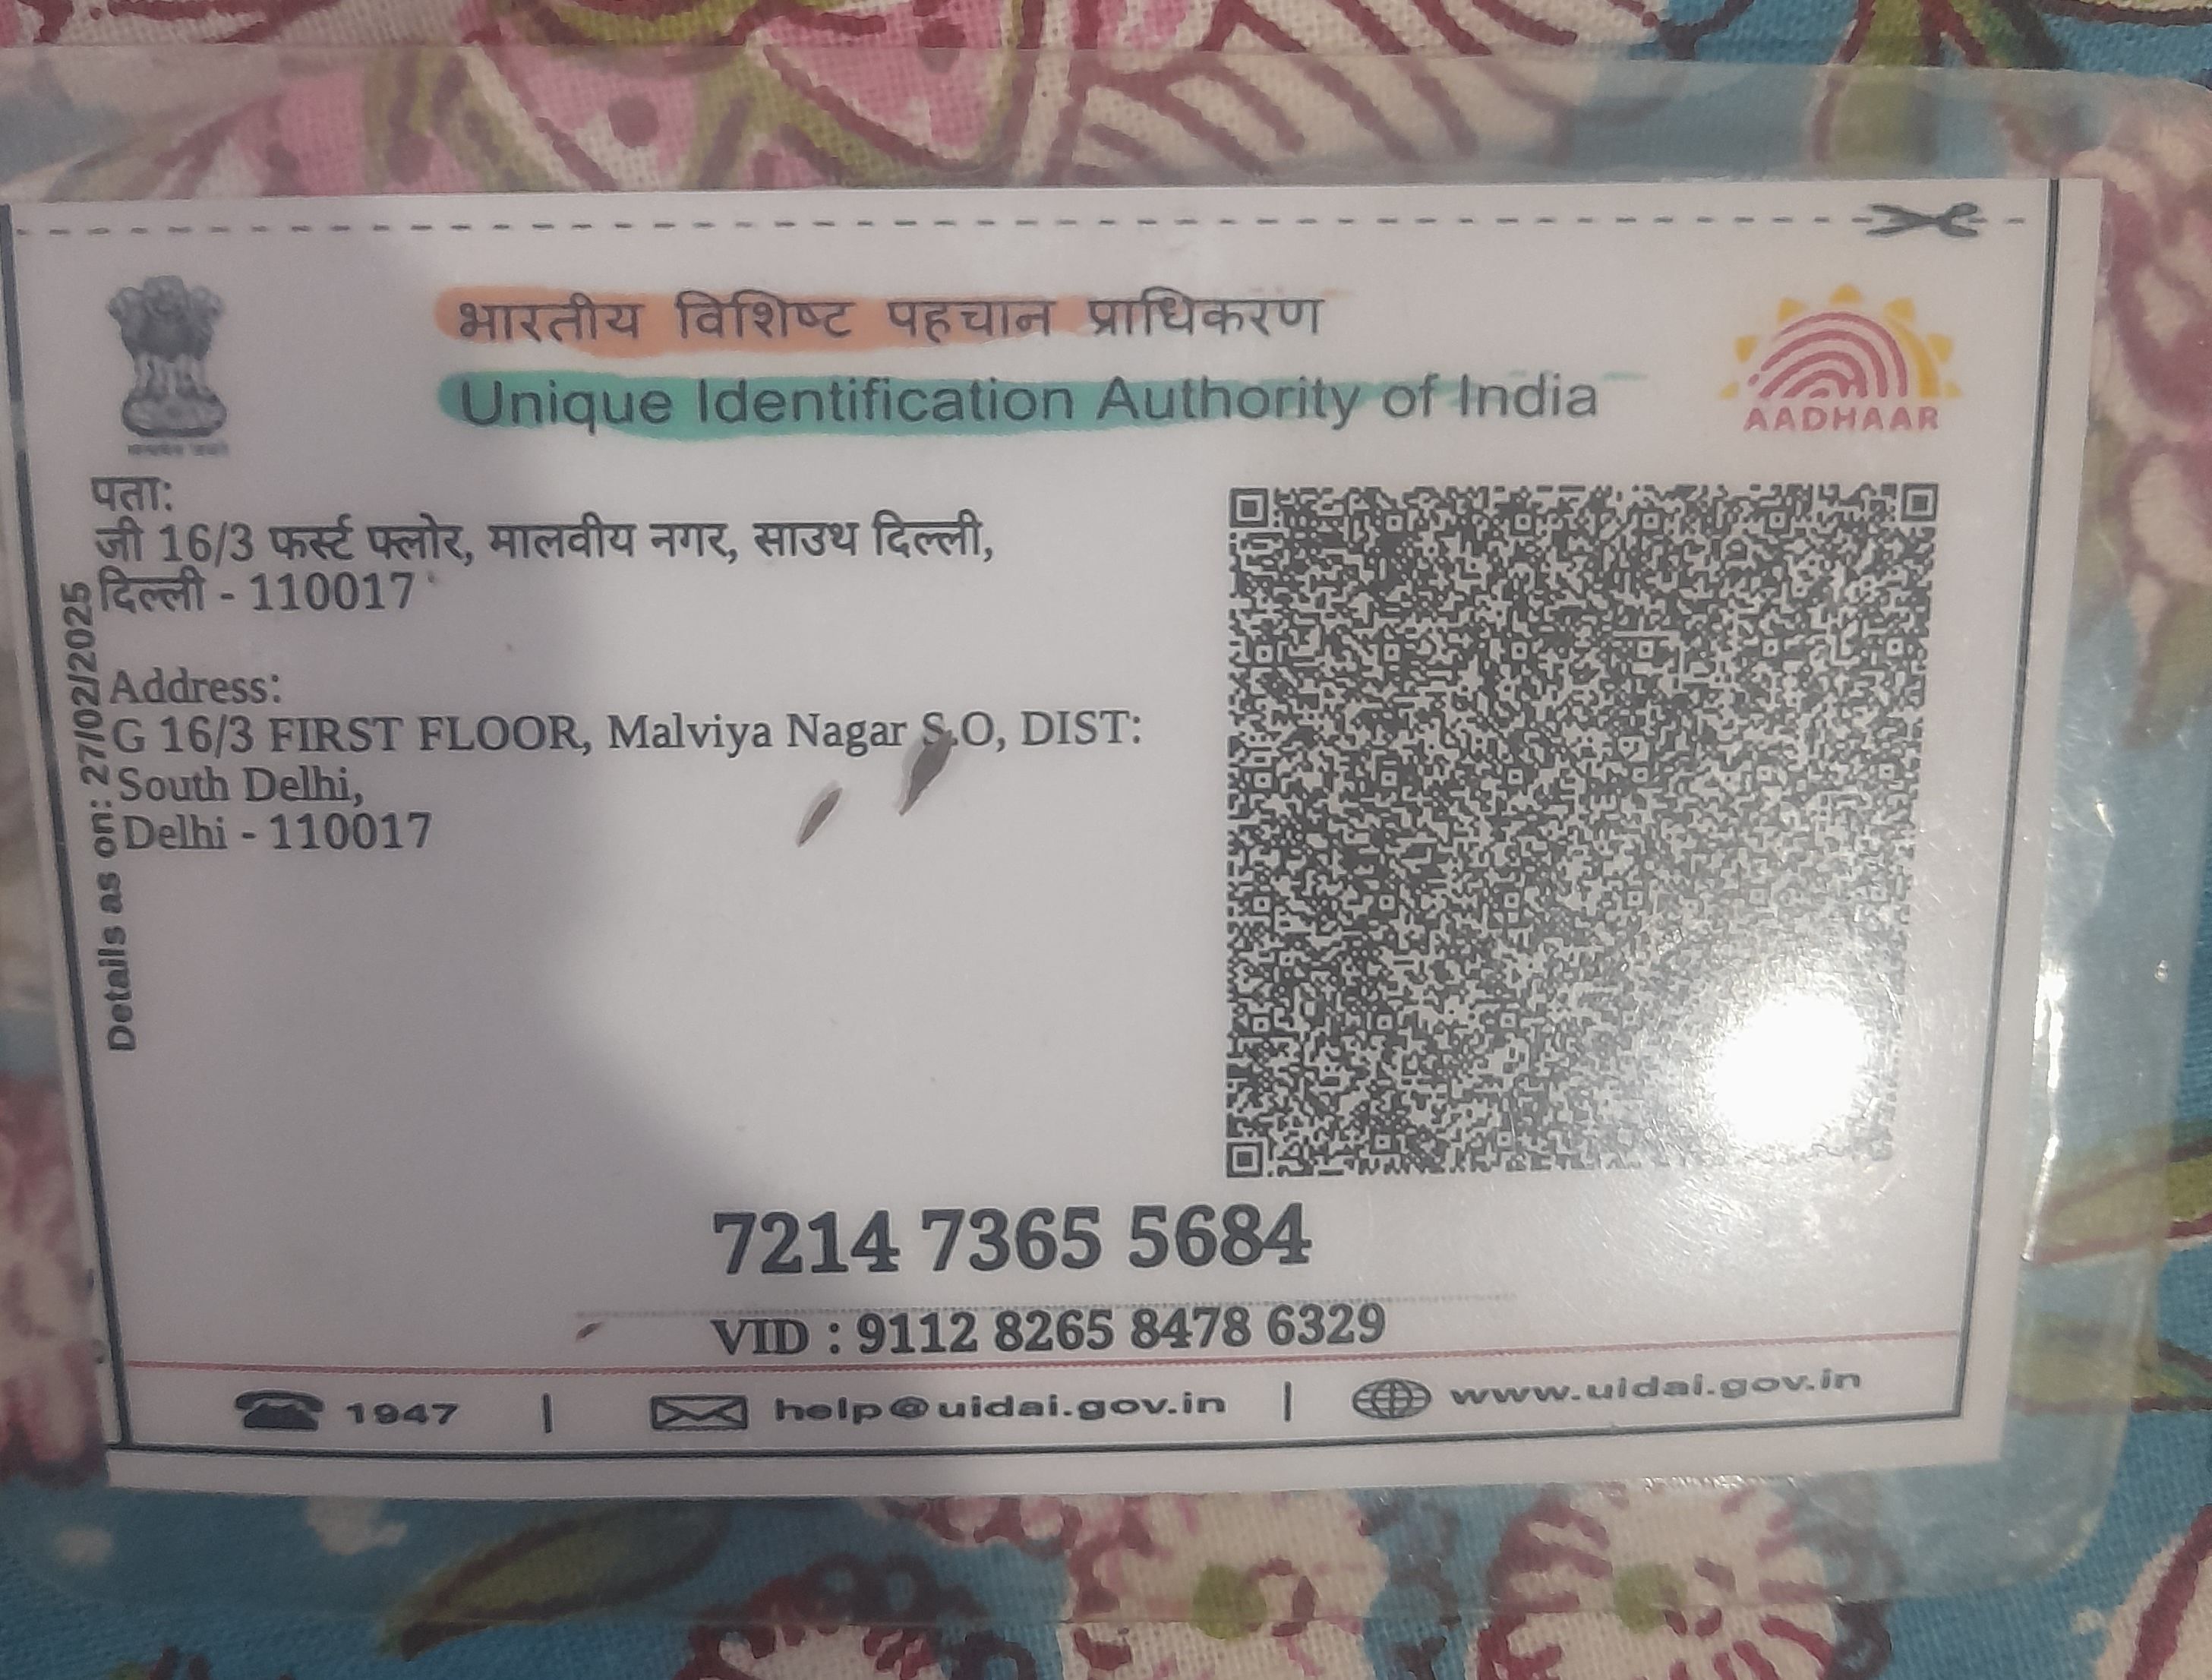 भारतीय विशिष्ट पहचान प्राधिकरण
Unique Identification Authority of India
AADHAAR
पता:
जी 16/3 फर्स्ट फ्लोर, मालवीय नगर, साउथ दिल्ली,
दिल्ली - 110017
Address:
G 16/3 FIRST FLOOR, Malviya Nagar S.O, DIST:
South Delhi,
Delhi - 110017
Details as on: 27/02/2025
7214 7365 5684
VID : 9112 8265 8478 6329
1947 | help@uidai.gov.in | www.uidai.gov.in